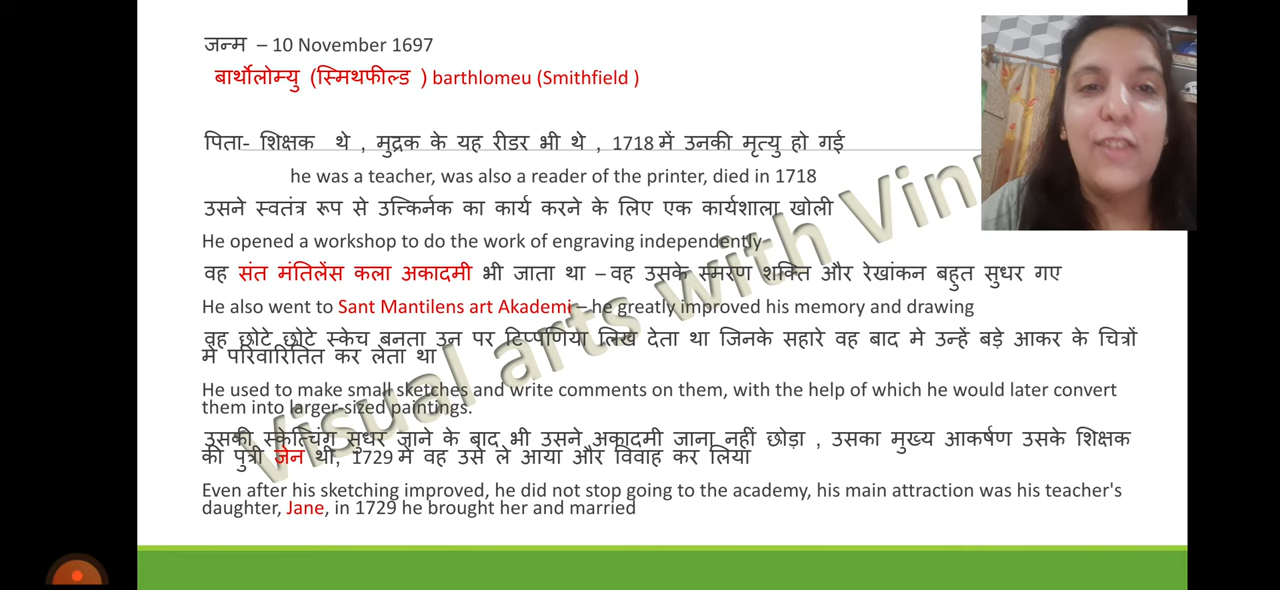 जन्म – 10 November 1697
बार्थोलोम्यु (स्मिथफील्ड ) barthlomeu (Smithfield )
पिता- शिक्षक थे , मुद्रक के यह रीडर भी थे , 1718 में उनकी मृत्यु हो गई
he was a teacher, was also a reader of the printer, died in 1718
उसने स्वतंत्र रूप से उत्किर्नक का कार्य करने के लिए एक कार्यशाला खोली
He opened a workshop to do the work of engraving independently
वह संत मंतिलेंस कला अकादमी भी जाता था – वह उसके स्मरण शक्ति और रेखांकन बहुत सुधर गए
He also went to Sant Mantilens art Akademi – he greatly improved his memory and drawing
वह छोटे छोटे स्केच बनता उन पर टिप्पणिया लिख देता था जिनके सहारे वह बाद मे उन्हें बड़े आकर के चित्रों
मे परिवारितित कर लेता था
He used to make small sketches and write comments on them, with the help of which he would later convert
them into larger-sized paintings.
उसकी स्केल्चिंग सुधर जाने के बाद भी उसने अकादमी जाना नहीं छोड़ा , उसका मुख्य आकर्षण उसके शिक्षक
की पुत्री जेन थी, 1729 मे वह उसे ले आया और विवाह कर लिया
Even after his sketching improved, he did not stop going to the academy, his main attraction was his teacher's
daughter, Jane, in 1729 he brought her and married
Visual arts with Vin